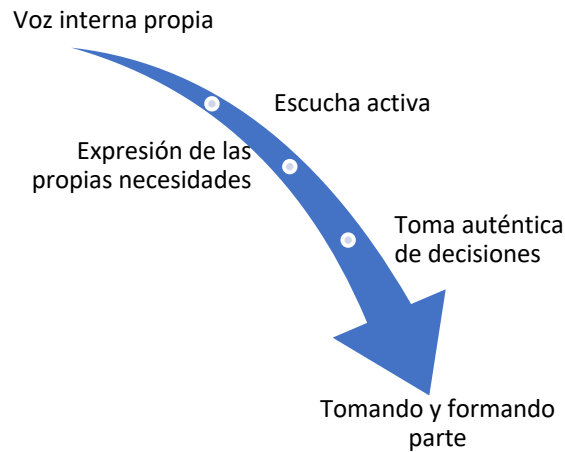 Voz interna propia
Escucha activa
Expresión de las
propias necesidades
Toma auténtica
de decisiones
Tomando y formando
parte